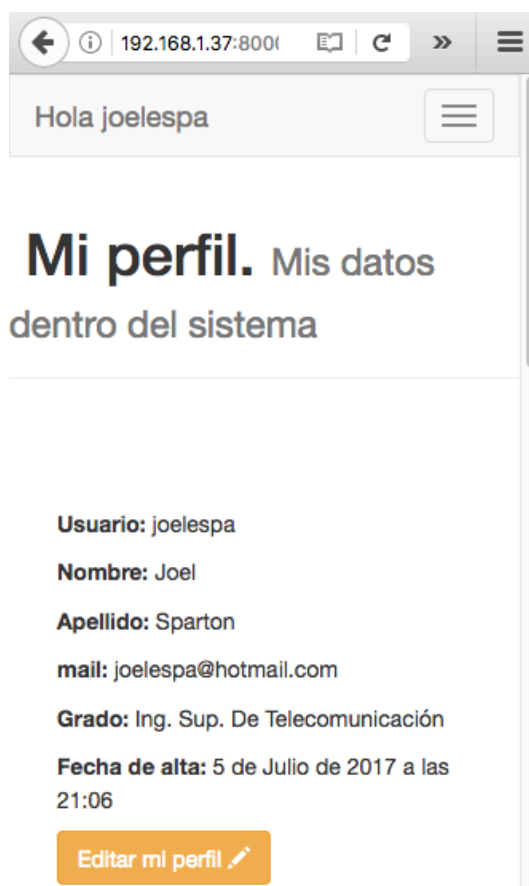 192.168.1.37:800
Hola joelespa
Mi perfil. Mis datos
dentro del sistema
Usuario: joelespa
Nombre: Joel
Apellido: Sparton
mail: joelespa@hotmail.com
Grado: Ing. Sup. De Telecomunicación
Fecha de alta: 5 de Julio de 2017 a las
21:06
Editar mi perfil